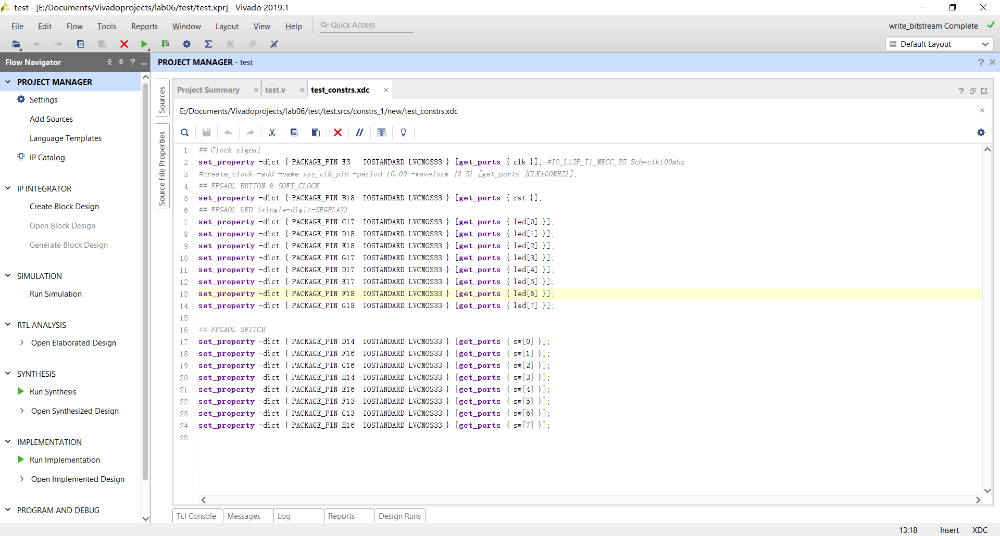 test - [E:/Documents/Vivadoprojects/lab06/test/test.xpr] - Vivado 2019.1
File Edit Flow Tools Reports Window Layout View Help Quick Access
write_bitstream Complete
Default Layout
Flow Navigator
PROJECT MANAGER
Settings
Add Sources
Language Templates
IP Catalog
IP INTEGRATOR
Create Block Design
Open Block Design
Generate Block Design
SIMULATION
Run Simulation
RTL ANALYSIS
Open Elaborated Design
SYNTHESIS
Run Synthesis
Open Synthesized Design
IMPLEMENTATION
Run Implementation
Open Implemented Design
PROGRAM AND DEBUG
PROJECT MANAGER - test
Sources
Source File Properties
Project Summary test.v test_constrs.xdc
E:/Documents/Vivadoprojects/lab06/test/test.srcs/constrs_1/new/test_constrs.xdc
1 ## Clock signal
2 set_property -dict { PACKAGE_PIN E3   IOSTANDARD LVCMOS33 } [get_ports { clk }]; #IO_L12P_T1_MRCC_35 Sch=clk100mhz
3 #create_clock -add -name sys_clk_pin -period 10.00 -waveform {0 5} [get_ports {CLK100MHZ}];
4 ## FPGAOL BUTTON & SOFT_CLOCK
5 set_property -dict { PACKAGE_PIN B18  IOSTANDARD LVCMOS33 } [get_ports { rst }];
6 ## FPGAOL LED (single-digit-SEGPLAY)
7 set_property -dict { PACKAGE_PIN C17  IOSTANDARD LVCMOS33 } [get_ports { led[0] }];
8 set_property -dict { PACKAGE_PIN D18  IOSTANDARD LVCMOS33 } [get_ports { led[1] }];
9 set_property -dict { PACKAGE_PIN E18  IOSTANDARD LVCMOS33 } [get_ports { led[2] }];
10 set_property -dict { PACKAGE_PIN G17  IOSTANDARD LVCMOS33 } [get_ports { led[3] }];
11 set_property -dict { PACKAGE_PIN D17  IOSTANDARD LVCMOS33 } [get_ports { led[4] }];
12 set_property -dict { PACKAGE_PIN E17  IOSTANDARD LVCMOS33 } [get_ports { led[5] }];
13 set_property -dict { PACKAGE_PIN F18  IOSTANDARD LVCMOS33 } [get_ports { led[6] }];
14 set_property -dict { PACKAGE_PIN G18  IOSTANDARD LVCMOS33 } [get_ports { led[7] }];
15
16 ## FPGAOL SWITCH
17 set_property -dict { PACKAGE_PIN D14  IOSTANDARD LVCMOS33 } [get_ports { sw[0] }];
18 set_property -dict { PACKAGE_PIN F16  IOSTANDARD LVCMOS33 } [get_ports { sw[1] }];
19 set_property -dict { PACKAGE_PIN G16  IOSTANDARD LVCMOS33 } [get_ports { sw[2] }];
20 set_property -dict { PACKAGE_PIN H14  IOSTANDARD LVCMOS33 } [get_ports { sw[3] }];
21 set_property -dict { PACKAGE_PIN E16  IOSTANDARD LVCMOS33 } [get_ports { sw[4] }];
22 set_property -dict { PACKAGE_PIN F13  IOSTANDARD LVCMOS33 } [get_ports { sw[5] }];
23 set_property -dict { PACKAGE_PIN G13  IOSTANDARD LVCMOS33 } [get_ports { sw[6] }];
24 set_property -dict { PACKAGE_PIN H16  IOSTANDARD LVCMOS33 } [get_ports { sw[7] }];
25
Tcl Console Messages Log Reports Design Runs
13:18 Insert XDC